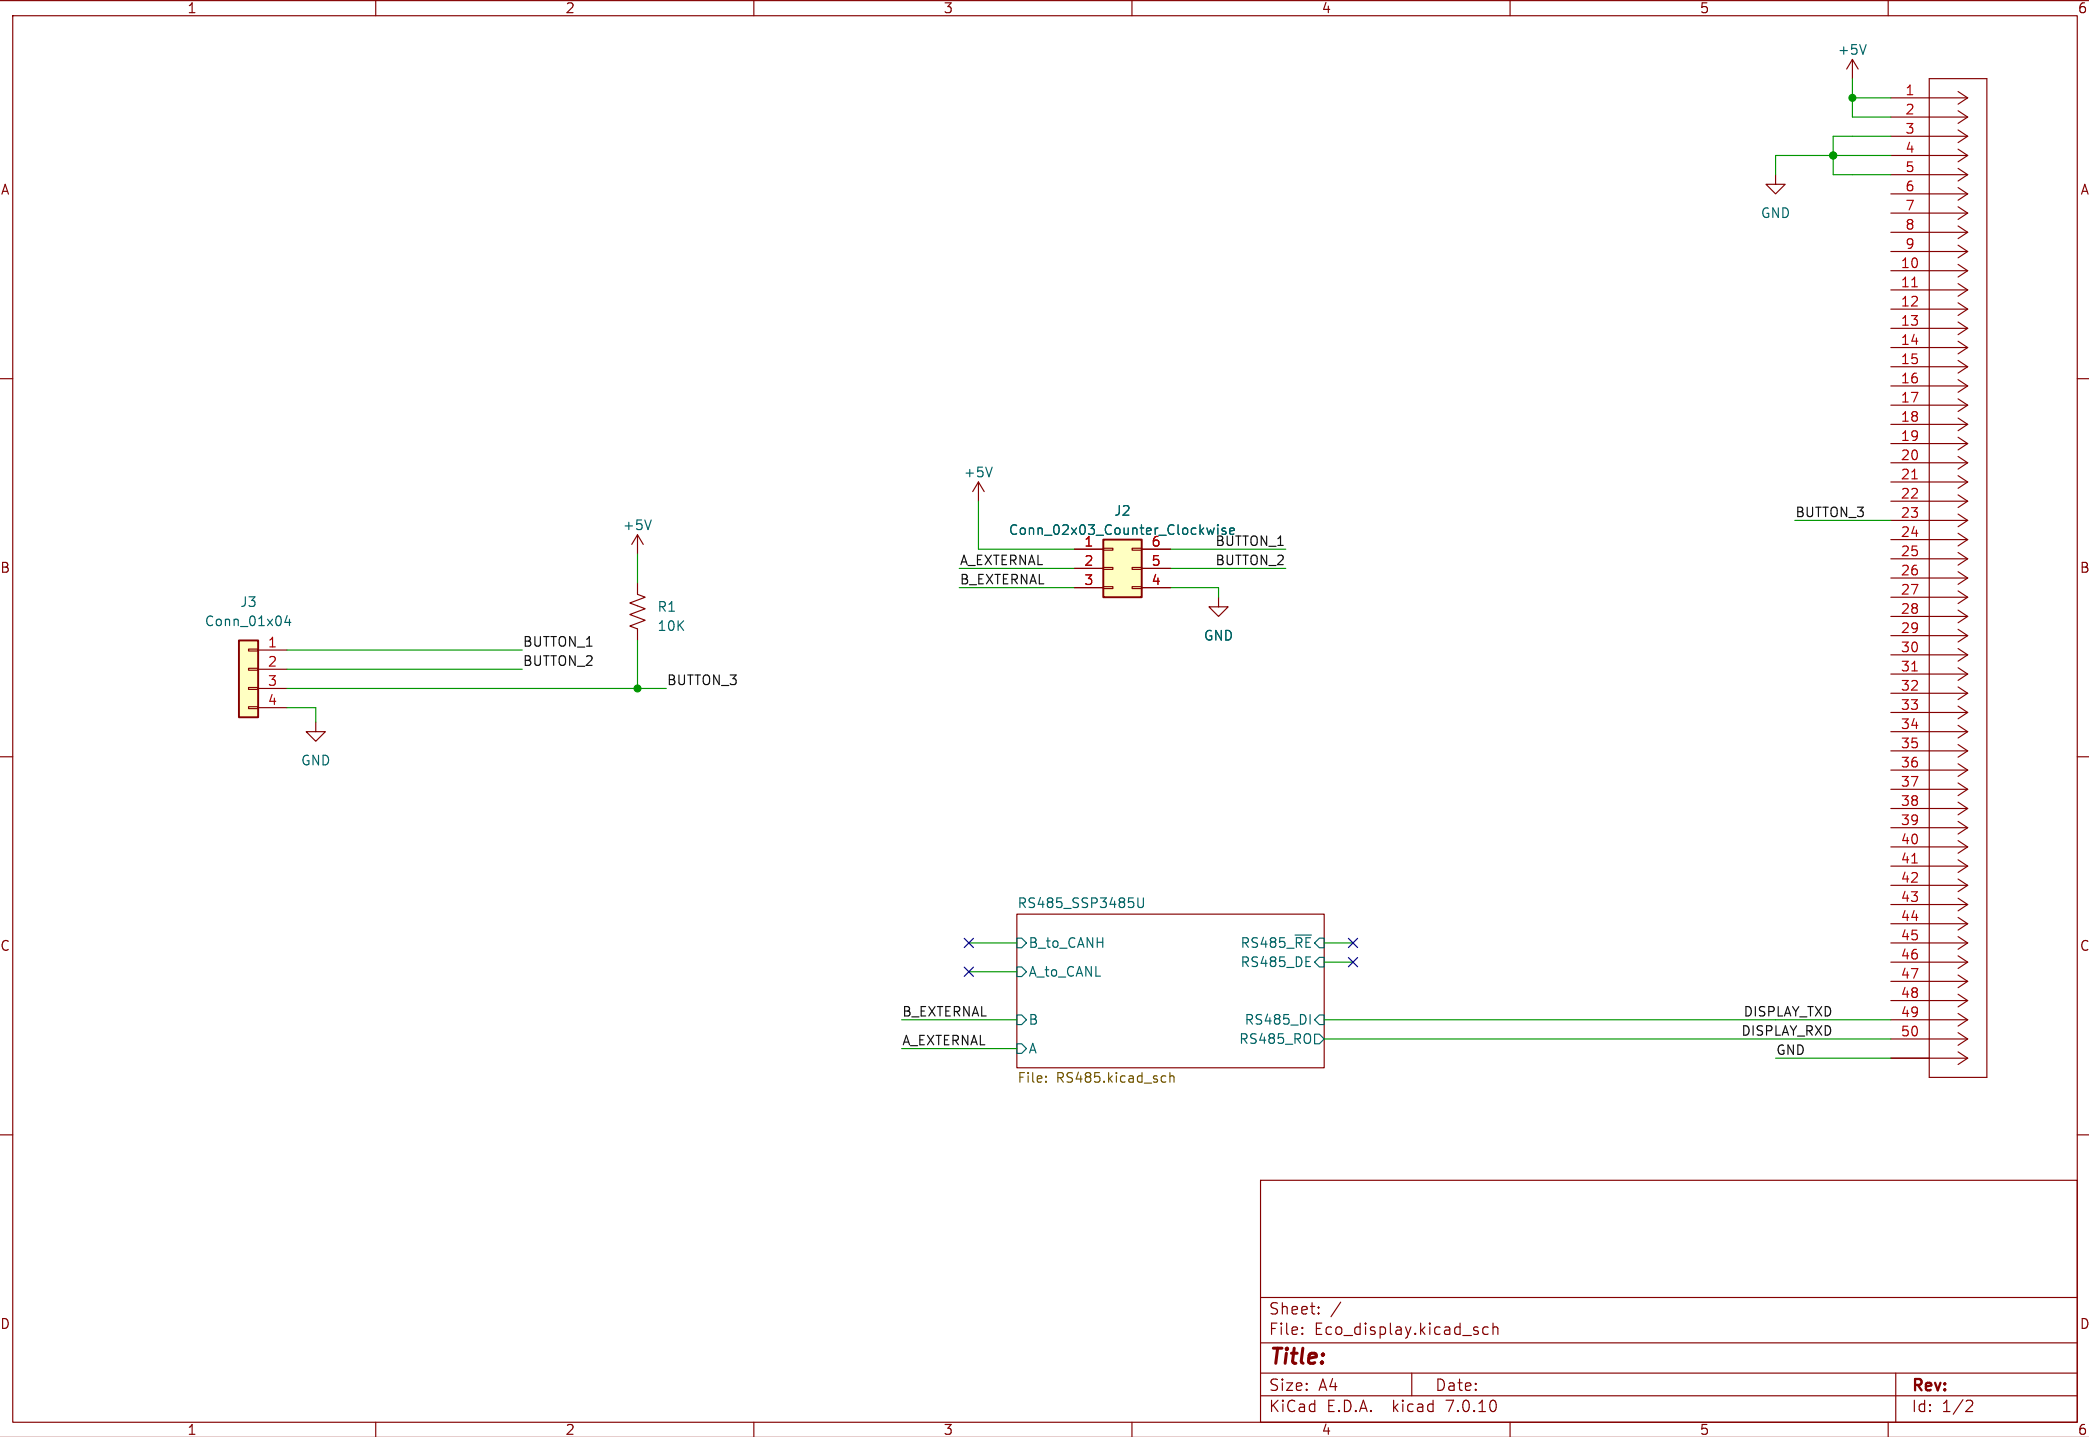 1 2 3 4 5 6
A
B
C
D
A
B
C
D
+5V
GND
1
2
3
4
5
6
7
8
9
10
11
12
13
14
15
16
17
18
19
20
21
22
23
24
25
26
27
28
29
30
31
32
33
34
35
36
37
38
39
40
41
42
43
44
45
46
47
48
49
50
BUTTON_3
DISPLAY_TXD
DISPLAY_RXD
GND
+5V
J2
Conn_02x03_Counter_Clockwise
1 6 BUTTON_1
A_EXTERNAL 2 5 BUTTON_2
B_EXTERNAL 3 4
GND
+5V
R1
10K
J3
Conn_01x04
1 BUTTON_1
2 BUTTON_2
3 BUTTON_3
4
GND
RS485_SSP3485U
B_to_CANH RS485_RE
A_to_CANL RS485_DE
B_EXTERNAL B RS485_DI
A_EXTERNAL A RS485_RO
File: RS485.kicad_sch
Sheet: /
File: Eco_display.kicad_sch
Title:
Size: A4 Date: Rev:
KiCad E.D.A. kicad 7.0.10 Id: 1/2
1 2 3 4 5 6